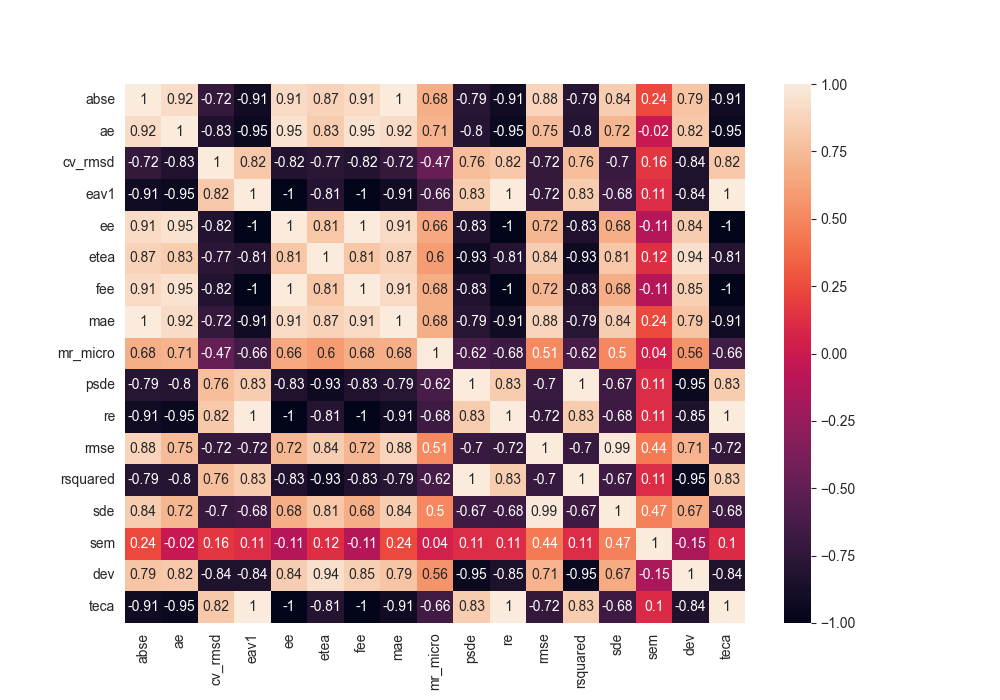 abse 1 0.92 -0.72 -0.91 0.91 0.87 0.91 1 0.68 -0.79 -0.91 0.88 -0.79 0.84 0.24 0.79 -0.91
ae 0.92 1 -0.83 -0.95 0.95 0.83 0.95 0.92 0.71 -0.8 -0.95 0.75 -0.8 0.72 -0.02 0.82 -0.95
cv_rmsd -0.72 -0.83 1 0.82 -0.82 -0.77 -0.82 -0.72 -0.47 0.76 0.82 -0.72 0.76 -0.7 0.16 -0.84 0.82
eav1 -0.91 -0.95 0.82 1 -1 -0.81 -1 -0.91 -0.66 0.83 1 -0.72 0.83 -0.68 0.11 -0.84 1
ee 0.91 0.95 -0.82 -1 1 0.81 1 0.91 0.66 -0.83 -1 0.72 -0.83 0.68 -0.11 0.84 -1
etea 0.87 0.83 -0.77 -0.81 0.81 1 0.81 0.87 0.6 -0.93 -0.81 0.84 -0.93 0.81 0.12 0.94 -0.81
fee 0.91 0.95 -0.82 -1 1 0.81 1 0.91 0.68 -0.83 -1 0.72 -0.83 0.68 -0.11 0.85 -1
mae 1 0.92 -0.72 -0.91 0.91 0.87 0.91 1 0.68 -0.79 -0.91 0.88 -0.79 0.84 0.24 0.79 -0.91
mr_micro 0.68 0.71 -0.47 -0.66 0.66 0.6 0.68 0.68 1 -0.62 -0.68 0.51 -0.62 0.5 0.04 0.56 -0.66
psde -0.79 -0.8 0.76 0.83 -0.83 -0.93 -0.83 -0.79 -0.62 1 0.83 -0.7 1 -0.67 0.11 -0.95 0.83
re -0.91 -0.95 0.82 1 -1 -0.81 -1 -0.91 -0.68 0.83 1 -0.72 0.83 -0.68 0.11 -0.85 1
rmse 0.88 0.75 -0.72 -0.72 0.72 0.84 0.72 0.88 0.51 -0.7 -0.72 1 -0.7 0.99 0.44 0.71 -0.72
rsquared -0.79 -0.8 0.76 0.83 -0.83 -0.93 -0.83 -0.79 -0.62 1 0.83 -0.7 1 -0.67 0.11 -0.95 0.83
sde 0.84 0.72 -0.7 -0.68 0.68 0.81 0.68 0.84 0.5 -0.67 -0.68 0.99 -0.67 1 0.47 0.67 -0.68
sem 0.24 -0.02 0.16 0.11 -0.11 0.12 -0.11 0.24 0.04 0.11 0.11 0.44 0.11 0.47 1 -0.15 0.1
dev 0.79 0.82 -0.84 -0.84 0.84 0.94 0.85 0.79 0.56 -0.95 -0.85 0.71 -0.95 0.67 -0.15 1 -0.84
teca -0.91 -0.95 0.82 1 -1 -0.81 -1 -0.91 -0.66 0.83 1 -0.72 0.83 -0.68 0.1 -0.84 1
abse ae cv_rmsd eav1 ee etea fee mae mr_micro psde re rmse rsquared sde sem dev teca
1.00
0.75
0.50
0.25
0.00
−0.25
−0.50
−0.75
−1.00